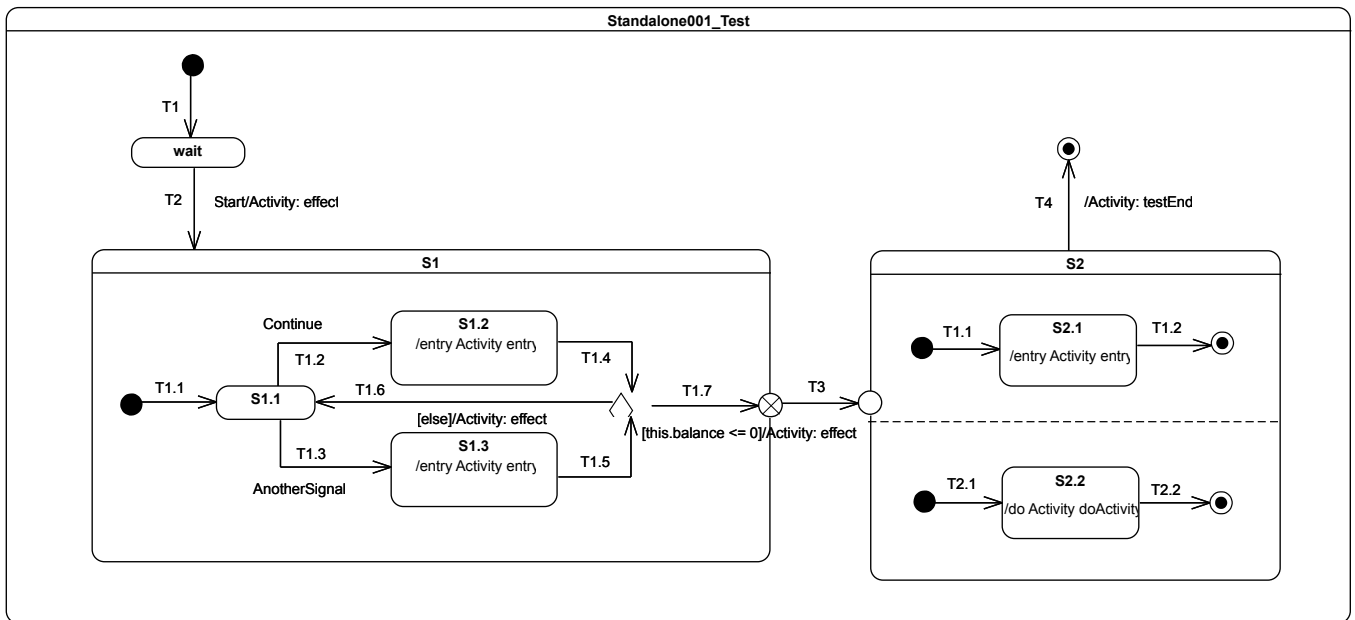 Standalone001_Test
T1
wait
T2
Start/Activity: effect
T4
/Activity: testEnd
S1
Continue
T1.2
S1.2
/entry Activity entry
T1.4
T1.1
S1.1
T1.6
[else]/Activity: effect
T1.7
[this.balance <= 0]/Activity: effect
T1.3
AnotherSignal
S1.3
/entry Activity entry
T1.5
T3
S2
T1.1
S2.1
/entry Activity entry
T1.2
T2.1
S2.2
/do Activity doActivity
T2.2